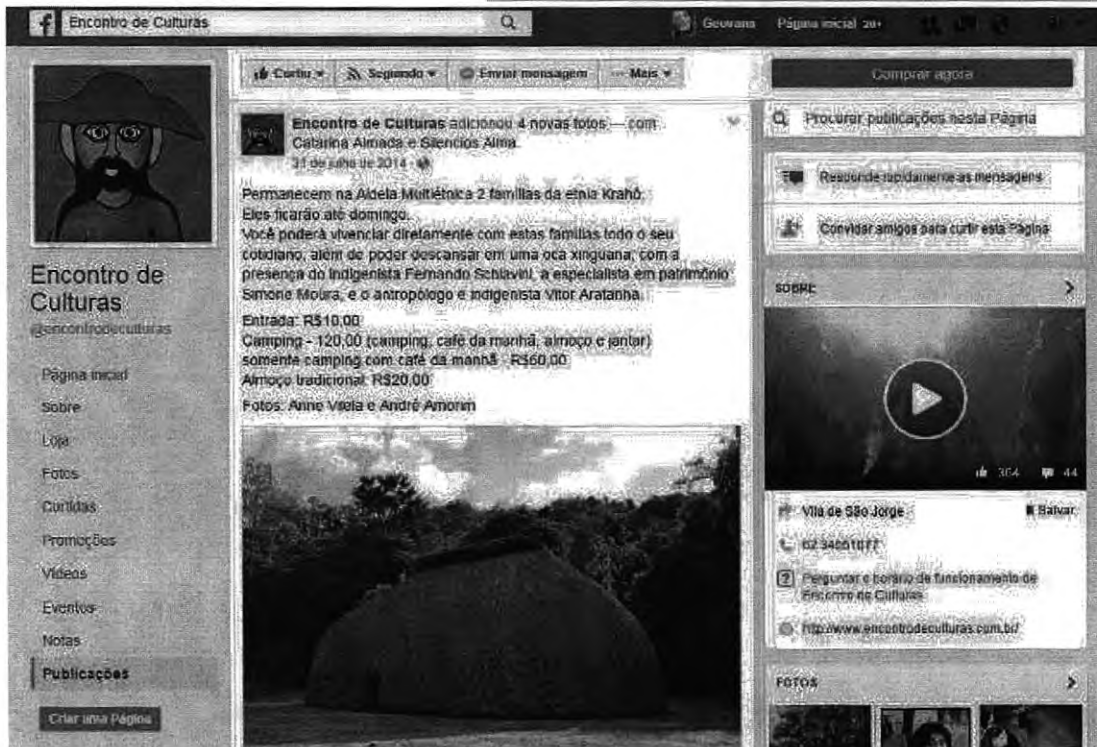 Encontro de Culturas
Geovana
Página inicial 20+
Curtiu
Seguindo
Enviar mensagem
Mais
Comprar agora
Encontro de Culturas adicionou 4 novas fotos — com
Catarina Almada e Silencios Alma.
31 de julho de 2014
Permanecem na Aldeia Multiétnica 2 famílias da etnia Krahô.
Eles ficarão até domingo.
Você poderá vivenciar diretamente com estas famílias todo o seu
cotidiano, além de poder descansar em uma oca xinguana, com a
presença do indigenista Fernando Schiavini, a especialista em patrimônio
Simone Moura, e o antropólogo e indigenista Vitor Aratanha.
Entrada: R$10,00
Camping - 120,00 (camping, café da manhã, almoço e jantar)
somente camping com café da manhã - R$60,00
Almoço tradicional: R$20,00
Fotos: Anne Vilela e André Amorim
Encontro de
Culturas
@encontrodeculturas
Página inicial
Sobre
Loja
Fotos
Curtidas
Promoções
Vídeos
Eventos
Notas
Publicações
Criar uma Página
Procurar publicações nesta Página
Responde rapidamente as mensagens
Convidar amigos para curtir esta Página
SOBRE
364
44
Vila de São Jorge
Salvar
Perguntar o horário de funcionamento de
Encontro de Culturas
http://www.encontrodeculturas.com.br/
FOTOS